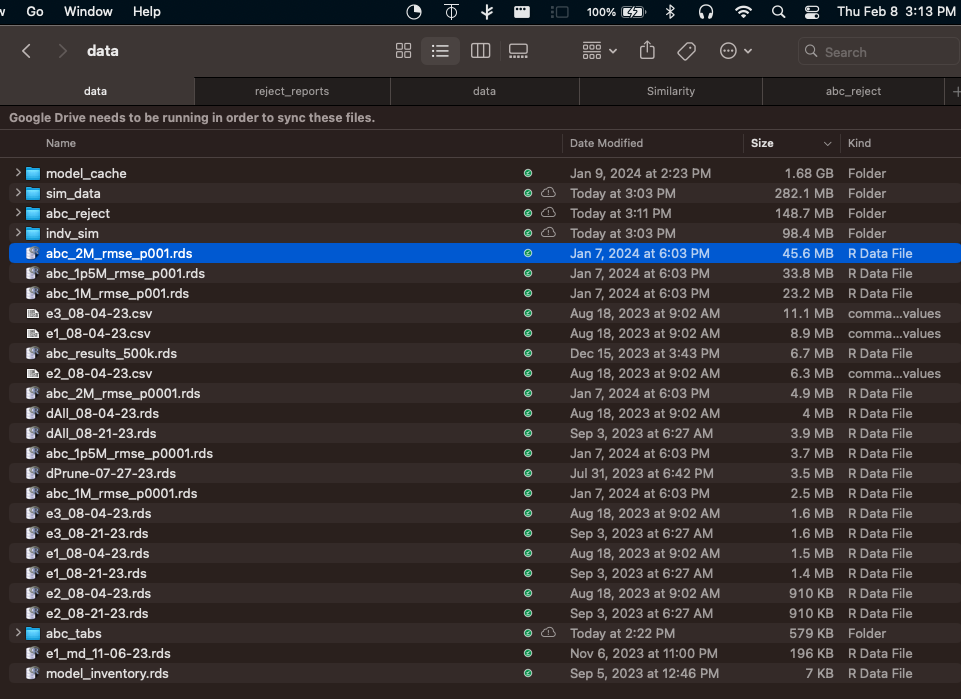 Go Window Help 100% Thu Feb 8 3:13 PM
data Search
data reject_reports data Similarity abc_reject
Google Drive needs to be running in order to sync these files.
Name Date Modified Size Kind
model_cache Jan 9, 2024 at 2:23 PM 1.68 GB Folder
sim_data Today at 3:03 PM 282.1 MB Folder
abc_reject Today at 3:11 PM 148.7 MB Folder
indv_sim Today at 3:03 PM 98.4 MB Folder
abc_2M_rmse_p001.rds Jan 7, 2024 at 6:03 PM 45.6 MB R Data File
abc_1p5M_rmse_p001.rds Jan 7, 2024 at 6:03 PM 33.8 MB R Data File
abc_1M_rmse_p001.rds Jan 7, 2024 at 6:03 PM 23.2 MB R Data File
e3_08-04-23.csv Aug 18, 2023 at 9:02 AM 11.1 MB comma...values
e1_08-04-23.csv Aug 18, 2023 at 9:02 AM 8.9 MB comma...values
abc_results_500k.rds Dec 15, 2023 at 3:43 PM 6.7 MB R Data File
e2_08-04-23.csv Aug 18, 2023 at 9:02 AM 6.3 MB comma...values
abc_2M_rmse_p0001.rds Jan 7, 2024 at 6:03 PM 4.9 MB R Data File
dAll_08-04-23.rds Aug 18, 2023 at 9:02 AM 4 MB R Data File
dAll_08-21-23.rds Sep 3, 2023 at 6:27 AM 3.9 MB R Data File
abc_1p5M_rmse_p0001.rds Jan 7, 2024 at 6:03 PM 3.7 MB R Data File
dPrune-07-27-23.rds Jul 31, 2023 at 6:42 PM 3.5 MB R Data File
abc_1M_rmse_p0001.rds Jan 7, 2024 at 6:03 PM 2.5 MB R Data File
e3_08-04-23.rds Aug 18, 2023 at 9:02 AM 1.6 MB R Data File
e3_08-21-23.rds Sep 3, 2023 at 6:27 AM 1.6 MB R Data File
e1_08-04-23.rds Aug 18, 2023 at 9:02 AM 1.5 MB R Data File
e1_08-21-23.rds Sep 3, 2023 at 6:27 AM 1.4 MB R Data File
e2_08-04-23.rds Aug 18, 2023 at 9:02 AM 910 KB R Data File
e2_08-21-23.rds Sep 3, 2023 at 6:27 AM 910 KB R Data File
abc_tabs Today at 2:22 PM 579 KB Folder
e1_md_11-06-23.rds Nov 6, 2023 at 11:00 PM 196 KB R Data File
model_inventory.rds Sep 5, 2023 at 12:46 PM 7 KB R Data File